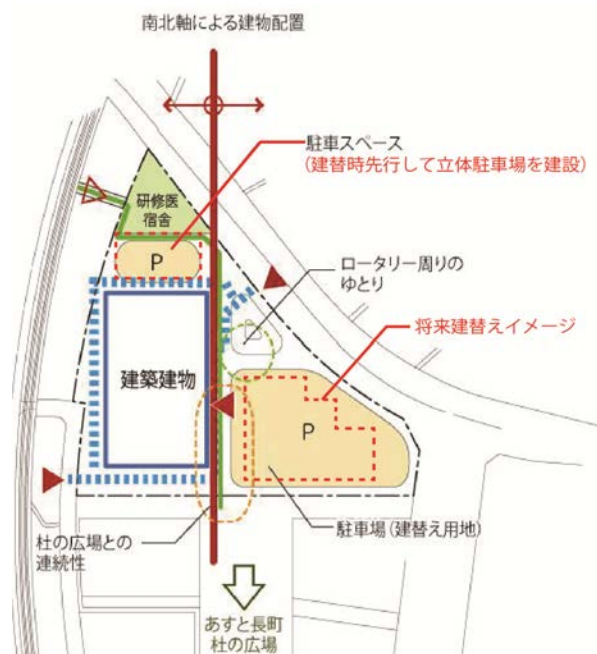 南北軸による建物配置
駐車スペース
(建替時先行して立体駐車場を建設)
研修医
宿舎
P
ロータリー周りの
ゆとり
将来建替えイメージ
建築建物
P
駐車場(建替え用地)
杜の広場との
連続性
あすと長町
杜の広場